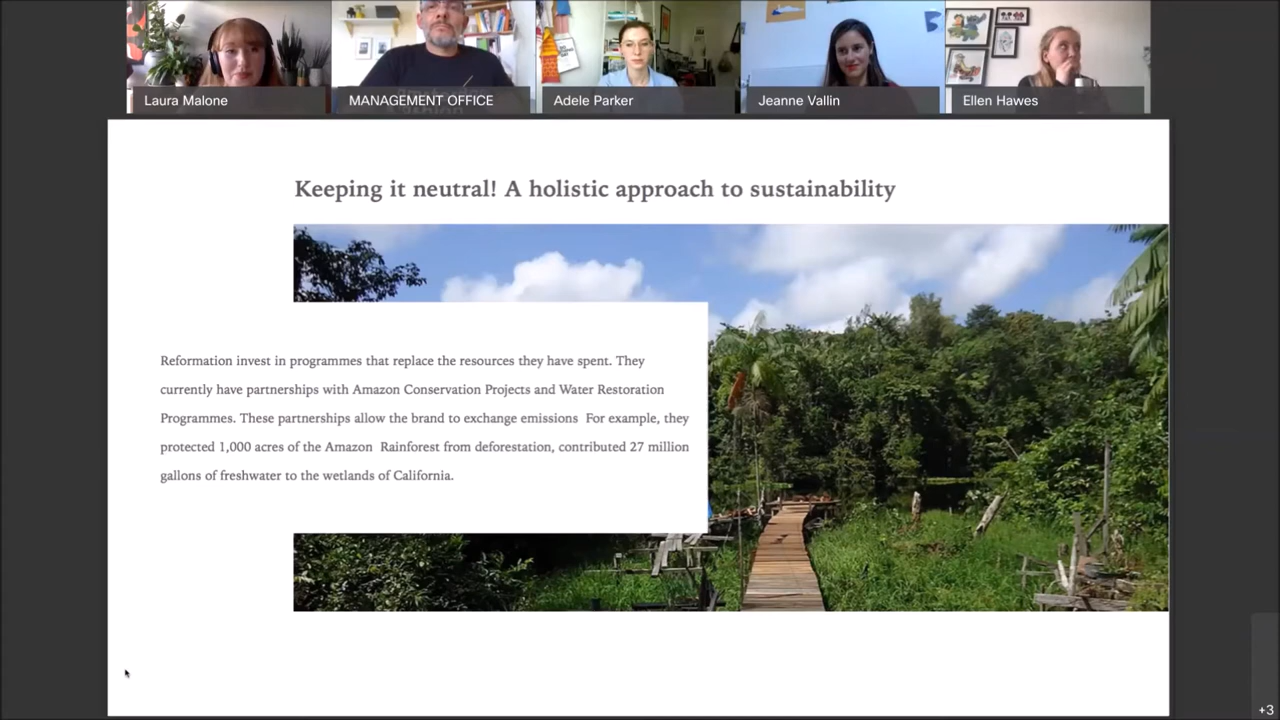 Laura Malone
MANAGEMENT OFFICE
Adele Parker
Jeanne Vallin
Ellen Hawes
Keeping it neutral! A holistic approach to sustainability
Reformation invest in programmes that replace the resources they have spent. They
currently have partnerships with Amazon Conservation Projects and Water Restoration
Programmes. These partnerships allow the brand to exchange emissions  For example, they
protected 1,000 acres of the Amazon  Rainforest from deforestation, contributed 27 million
gallons of freshwater to the wetlands of California.
+3